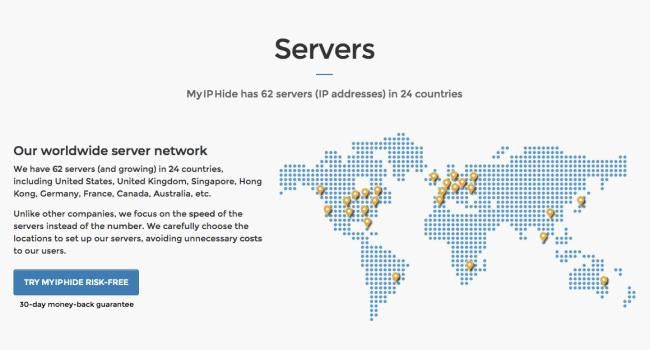 Servers
MyIPHide has 62 servers (IP addresses) in 24 countries
Our worldwide server network
We have 62 servers (and growing) in 24 countries,
including United States, United Kingdom, Singapore, Hong
Kong, Germany, France, Canada, Australia, etc.
Unlike other companies, we focus on the speed of the
servers instead of the number. We carefully choose the
locations to set up our servers, avoiding unnecessary costs
to our users.
TRY MYIPHIDE RISK-FREE
30-day money-back guarantee